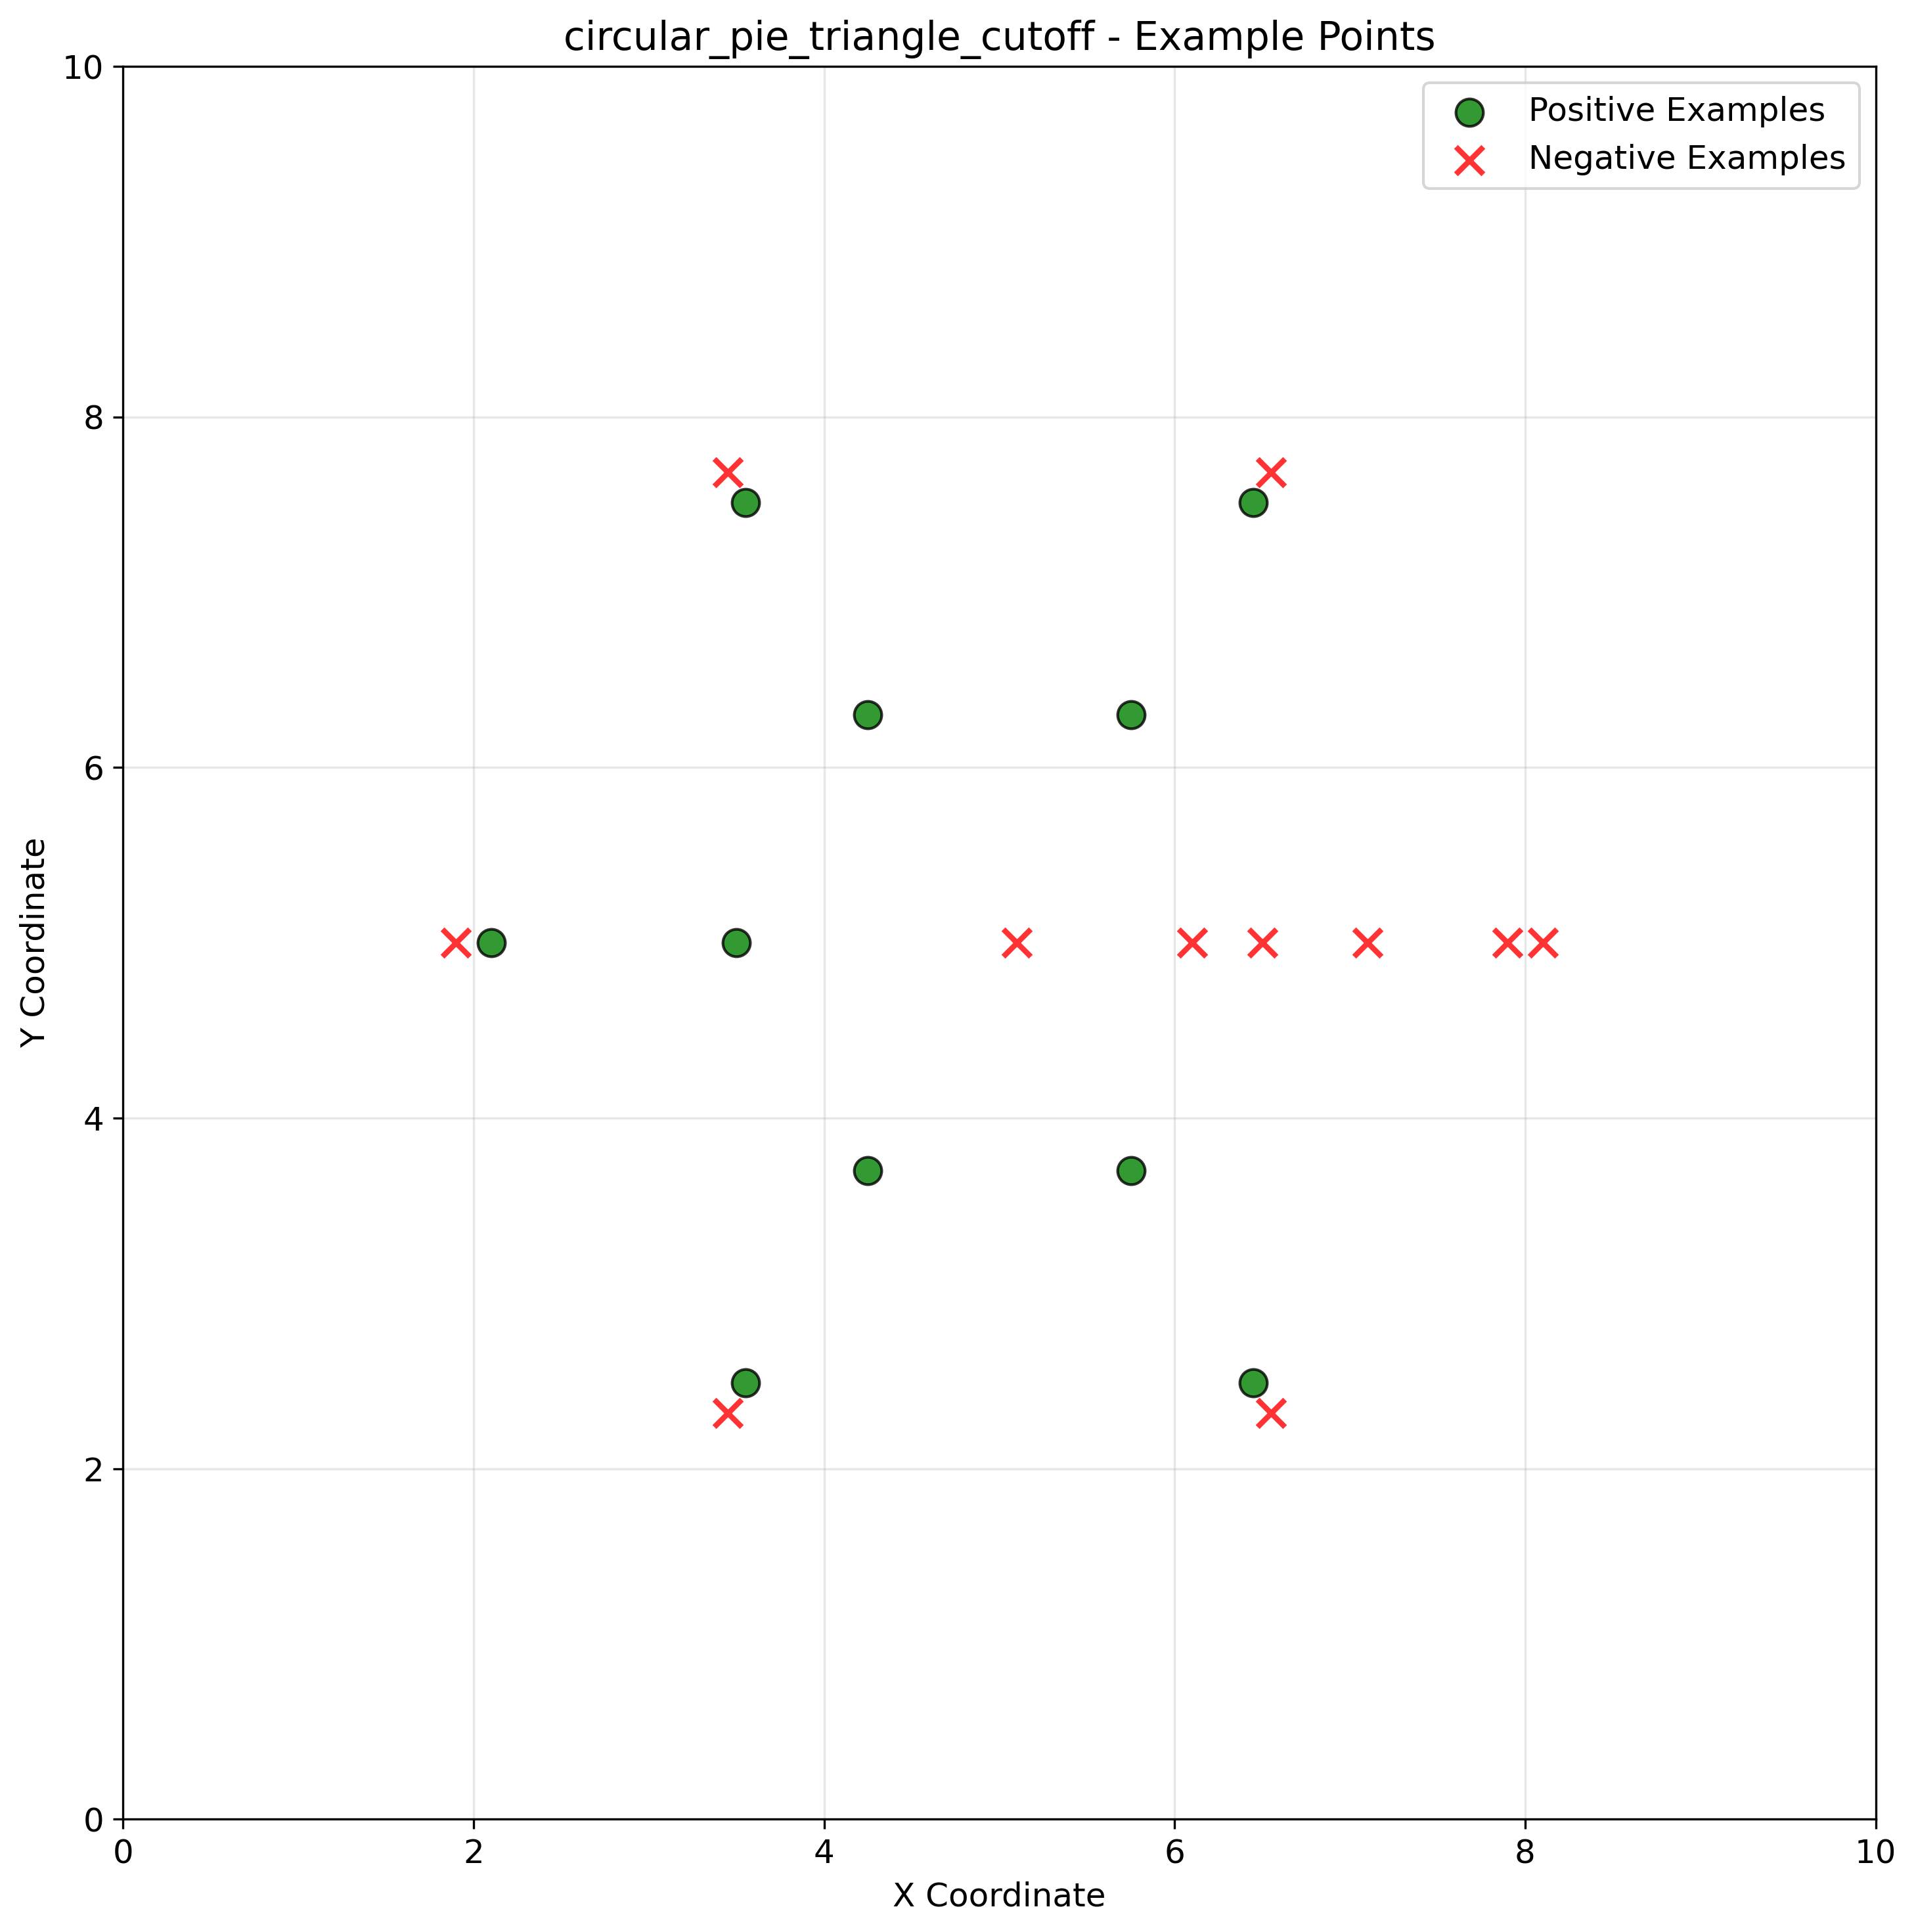 circular_pie_triangle_cutoff - Example Points
Positive Examples
Negative Examples
10
8
6
4
2
0
Y Coordinate
0 2 4 6 8 10
X Coordinate